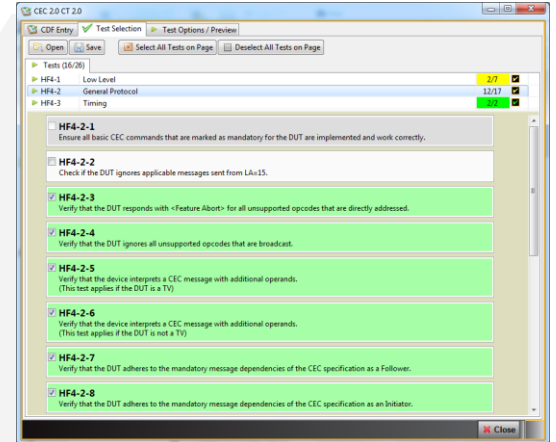 CEC 2.0 CT 2.0
CDF Entry Test Selection Test Options / Preview
Open Save Select All Tests on Page Deselect All Tests on Page
Tests (16/26)
HF4-1 Low Level 2/7
HF4-2 General Protocol 12/17
HF4-3 Timing 2/2
HF4-2-1
Ensure all basic CEC commands that are marked as mandatory for the DUT are implemented and work correctly.
HF4-2-2
Check if the DUT ignores applicable messages sent from LA=15.
HF4-2-3
Verify that the DUT responds with <Feature Abort> for all unsupported opcodes that are directly addressed.
HF4-2-4
Verify that the DUT ignores all unsupported opcodes that are broadcast.
HF4-2-5
Verify that the device interprets a CEC message with additional operands.
(This test applies if the DUT is a TV)
HF4-2-6
Verify that the device interprets a CEC message with additional operands.
(This test applies if the DUT is not a TV)
HF4-2-7
Verify that the DUT adheres to the mandatory message dependencies of the CEC specification as a Follower.
HF4-2-8
Verify that the DUT adheres to the mandatory message dependencies of the CEC specification as an Initiator.
Close